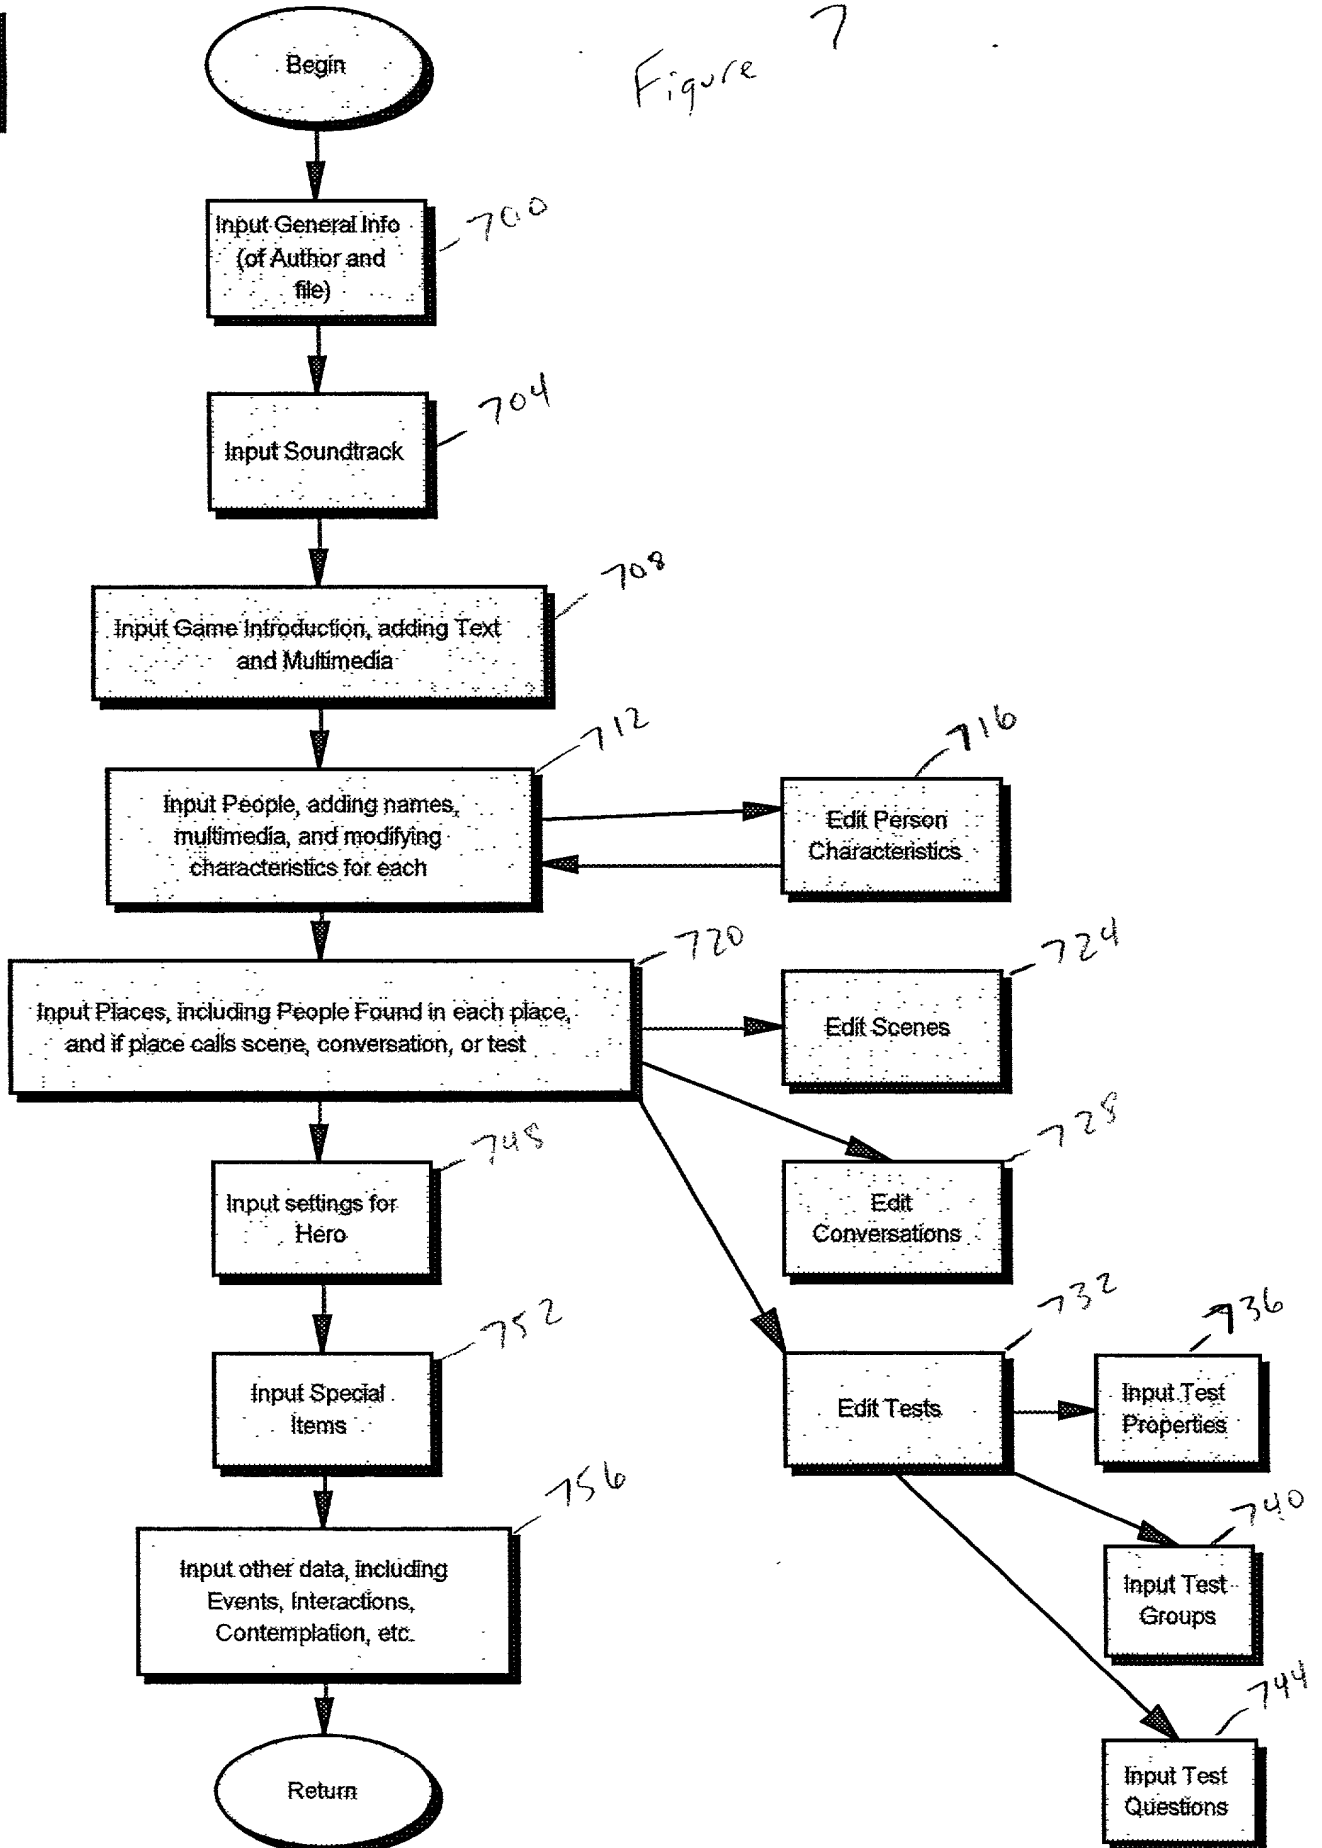 Figure 7
Begin
Input General Info
(of Author and
file)
700
Input Soundtrack
704
Input Game Introduction, adding Text
and Multimedia
708
Input People, adding names,
multimedia, and modifying
characteristics for each
712
Edit Person
Characteristics
716
Input Places, including People Found in each place,
and if place calls scene, conversation, or test
720
Edit Scenes
724
Edit
Conversations
728
Edit Tests
732
Input Test
Properties
736
Input Test
Groups
740
Input Test
Questions
744
Input settings for
Hero
748
Input Special
Items
752
Input other data, including
Events, Interactions,
Contemplation, etc.
756
Return